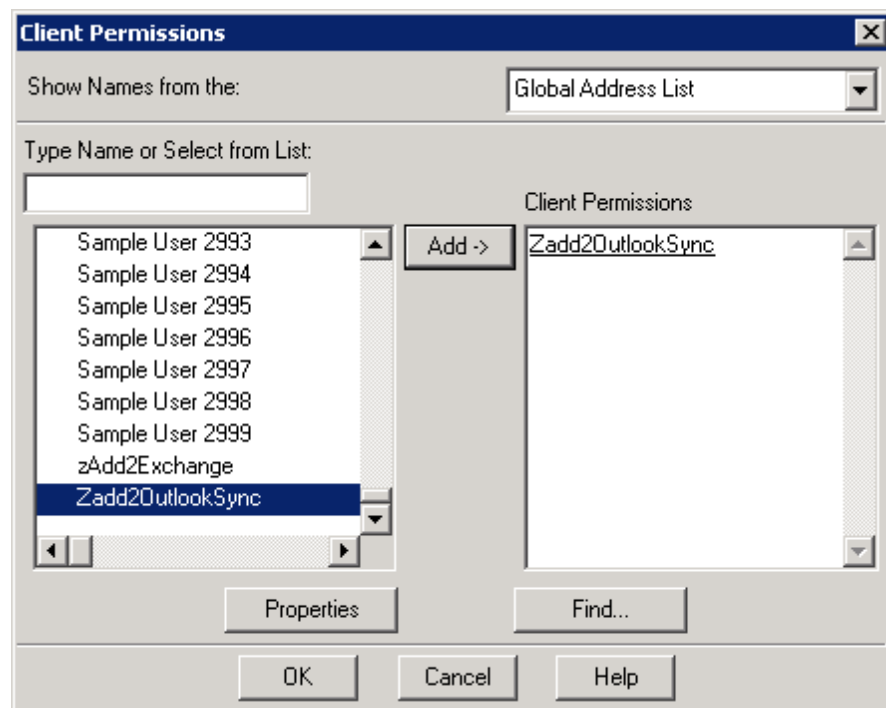 Client Permissions
Show Names from the:
Global Address List
Type Name or Select from List:
Client Permissions
Sample User 2993
Sample User 2994
Sample User 2995
Sample User 2996
Sample User 2997
Sample User 2998
Sample User 2999
zAdd2Exchange
Zadd2OutlookSync
Add ->
Zadd2OutlookSync
Properties
Find...
OK
Cancel
Help